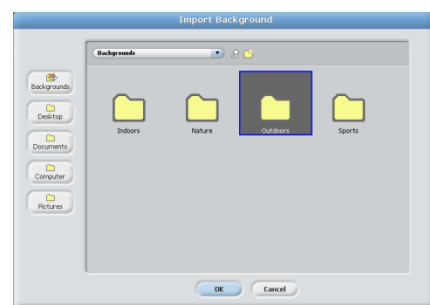 Import Background
Backgrounds
Backgrounds
Desktop
Documents
Computer
Pictures
Indoors
Nature
Outdoors
Sports
OK
Cancel